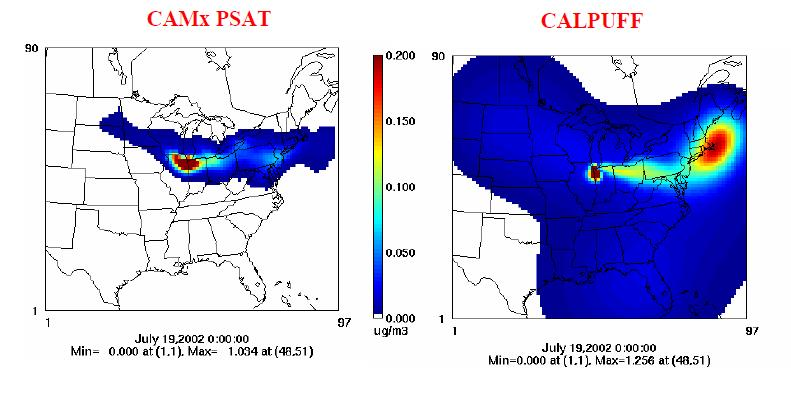 CAMx PSAT
CALPUFF
90
0.200
0.150
0.100
0.050
0.000
ug/m3
1
1
97
July 19,2002 0:00:00
Min= 0.000 at (1.1), Max= 1.034 at (48.51)
90
1
1
97
July 19,2002 0:00:00
Min=0.000 at (1.1), Max=1.256 at (48.51)